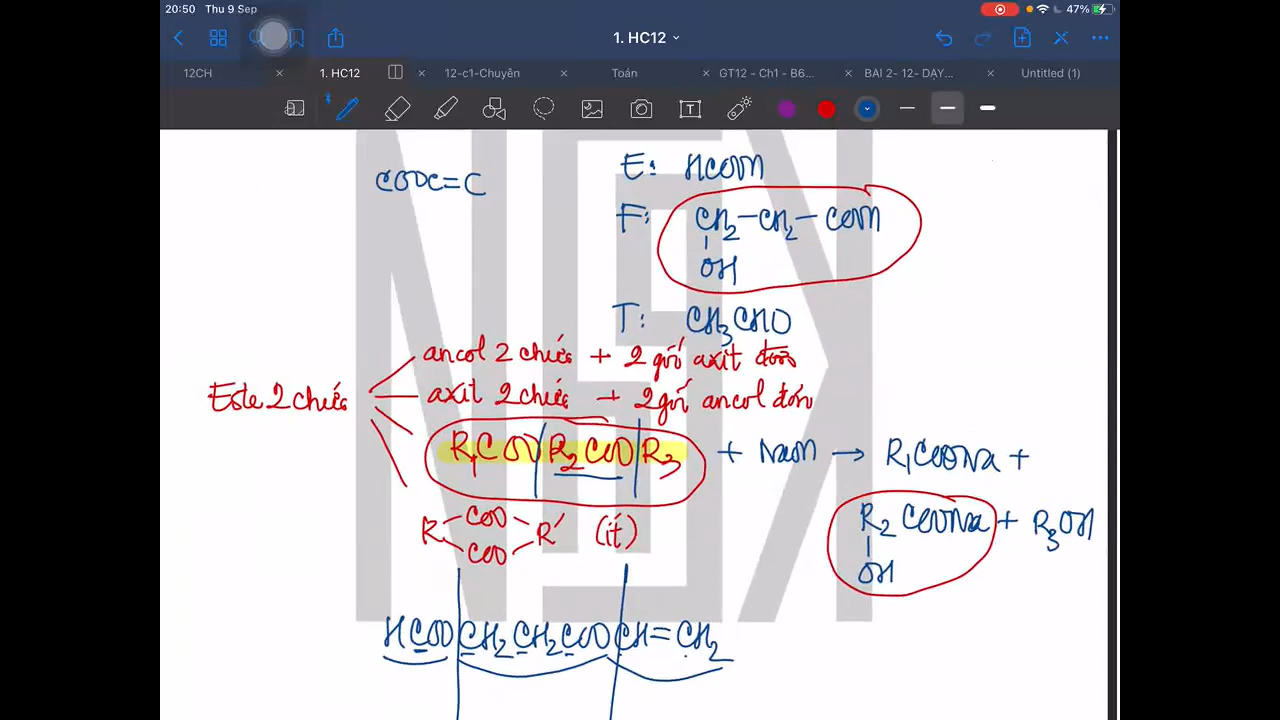 20:50 Thu 9 Sep
47%
1. HC12
12CH
1. HC12
12-c1-Chuyên
Toán
GT12 - Ch1 - B6...
BÀI 2- 12- DẠY...
Untitled (1)
COOC=C
E: HCOOH
F: CH2-CH2-COOH
OH
T: CH3CHO
Este 2 chức
ancol 2 chức + 2 gốc axit đơn
axit 2 chức + 2 gốc ancol đơn
R1COO R2COO R3 + NaOH → R1COONa +
R2COONa + R3OH
OH
R COO COO R' (ít)
HCOO CH2CH2COO CH=CH2